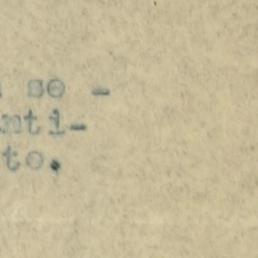 se -
nti-
to.